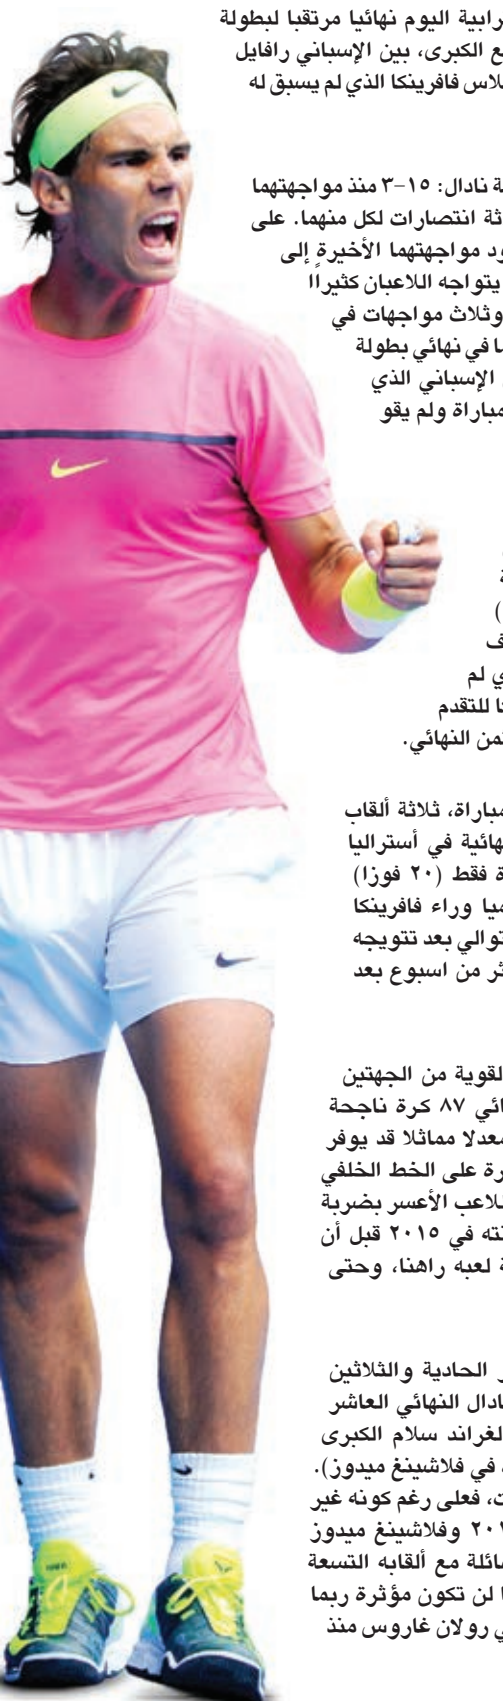 رابية اليوم نهائيا مرتقبا لبطولة
ع الكبرى، بين الإسباني رافايل
لاس فافرينكا الذي لم يسبق له
ة نادال: ١٥-٣ منذ مواجهتهما
ثة انتصارات لكل منهما. على
ود مواجهتهما الأخيرة إلى
يتواجه اللاعبان كثيراً
وثلاث مواجهات في
ما في نهائي بطولة
الإسباني الذي
مباراة ولم يقو
ة
)
ف
ي لم
نا للتقدم
ثمن النهائي.
مباراة، ثلاثة ألقاب
نهائية في أستراليا
ة فقط (٢٠ فوزا)
ميا وراء فافرينكا
توالي بعد تتويجه
ثر من اسبوع بعد
القوية من الجهتين
ائي ٨٧ كرة ناجحة
معدلا مماثلا قد يوفر
رة على الخط الخلفي
للاعب الأعسر بضربة
نته في ٢٠١٥ قبل أن
ة لعبه راهنا، وحتى
ر الحادية والثلاثين
ادال النهائي العاشر
لغراند سلام الكبرى
، في فلاشينغ ميدوز).
ت، فعلى رغم كونه غير
٢٠١ وفلاشينغ ميدوز
مائلة مع ألقابه التسعة
ا لن تكون مؤثرة ربما
ي رولان غاروس منذ